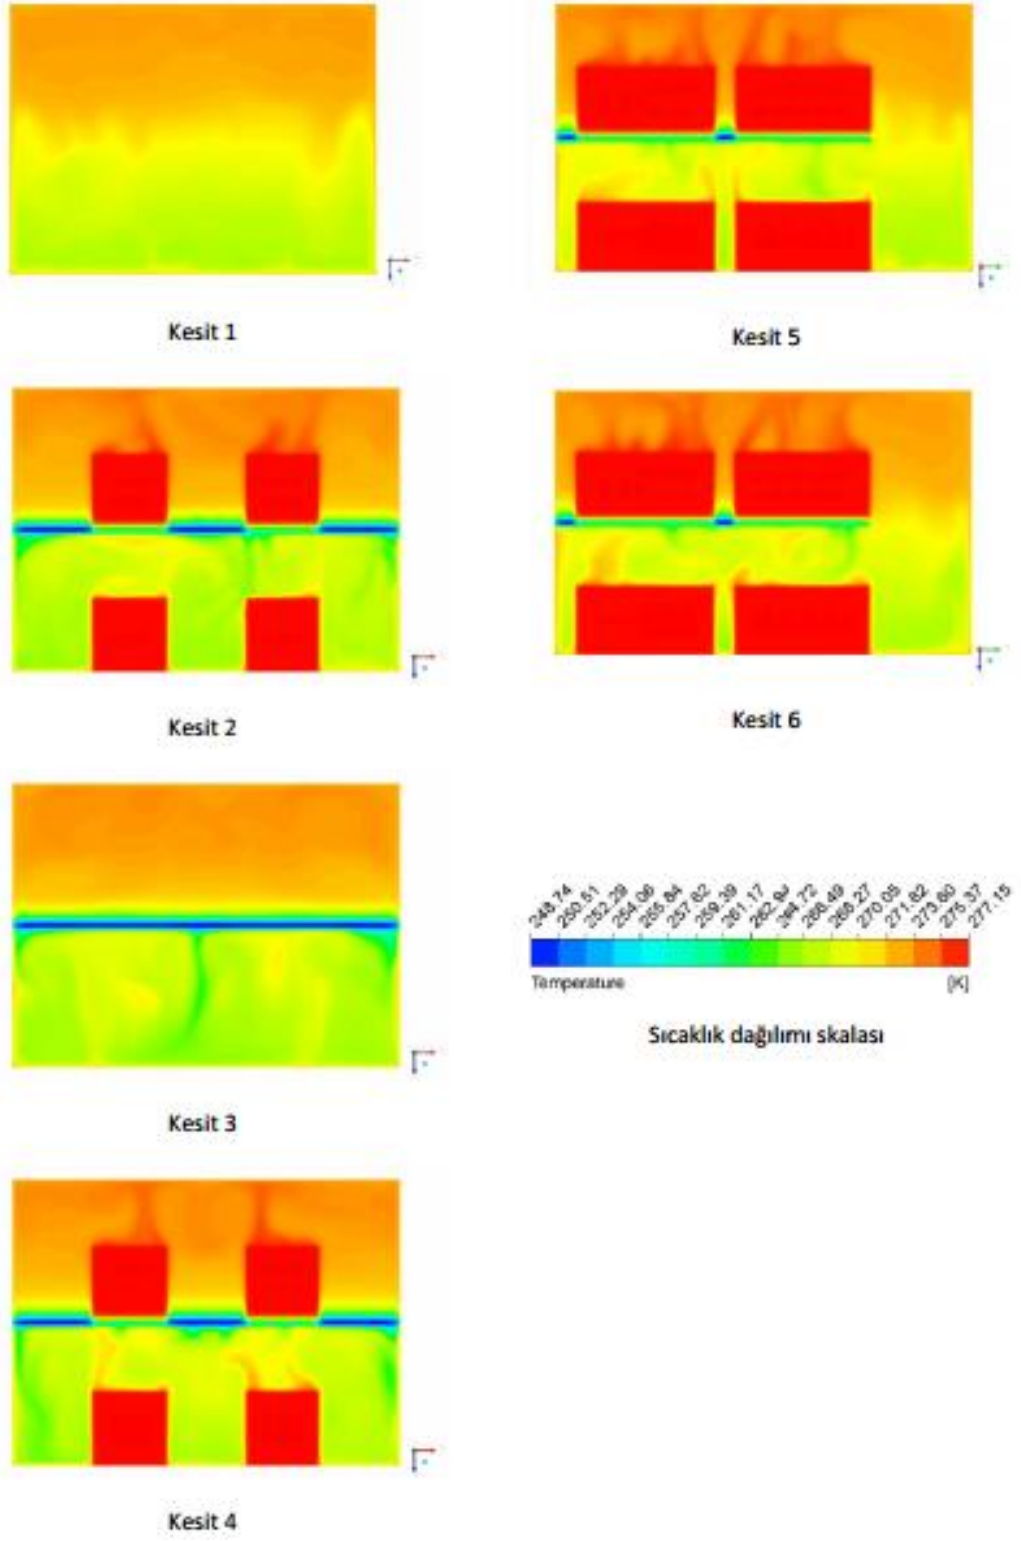 Kesit 1
Kesit 5
Kesit 2
Kesit 6
Kesit 3
248.74 250.51 252.29 254.06 255.84 257.62 259.39 261.17 262.94 264.72 266.49 268.27 270.05 271.82 273.60 275.37 277.15
Temperature [K]
Sıcaklık dağılımı skalası
Kesit 4